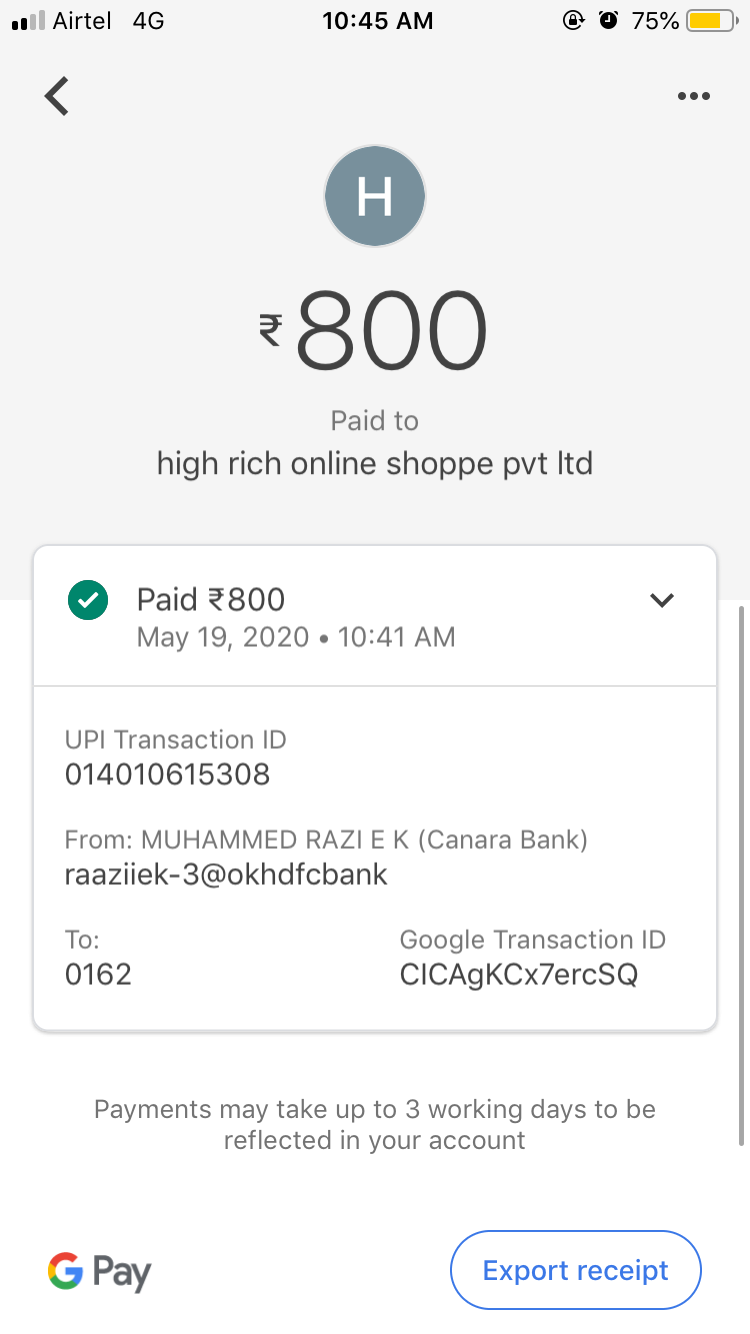 Airtel 4G 10:45 AM 75%
H
₹800
Paid to
high rich online shoppe pvt ltd
Paid ₹800
May 19, 2020 • 10:41 AM
UPI Transaction ID
014010615308
From: MUHAMMED RAZI E K (Canara Bank)
raaziiek-3@okhdfcbank
To:
0162
Google Transaction ID
CICAgKCx7ercSQ
Payments may take up to 3 working days to be
reflected in your account
G Pay
Export receipt